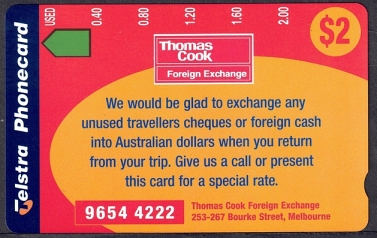 USED 0.40 0.80 1.20 1.60 2.00
$2
Telstra Phonecard
Thomas
Cook
Foreign Exchange
We would be glad to exchange any
unused travellers cheques or foreign cash
into Australian dollars when you return
from your trip. Give us a call or present
this card for a special rate.
9654 4222
Thomas Cook Foreign Exchange
253-267 Bourke Street, Melbourne